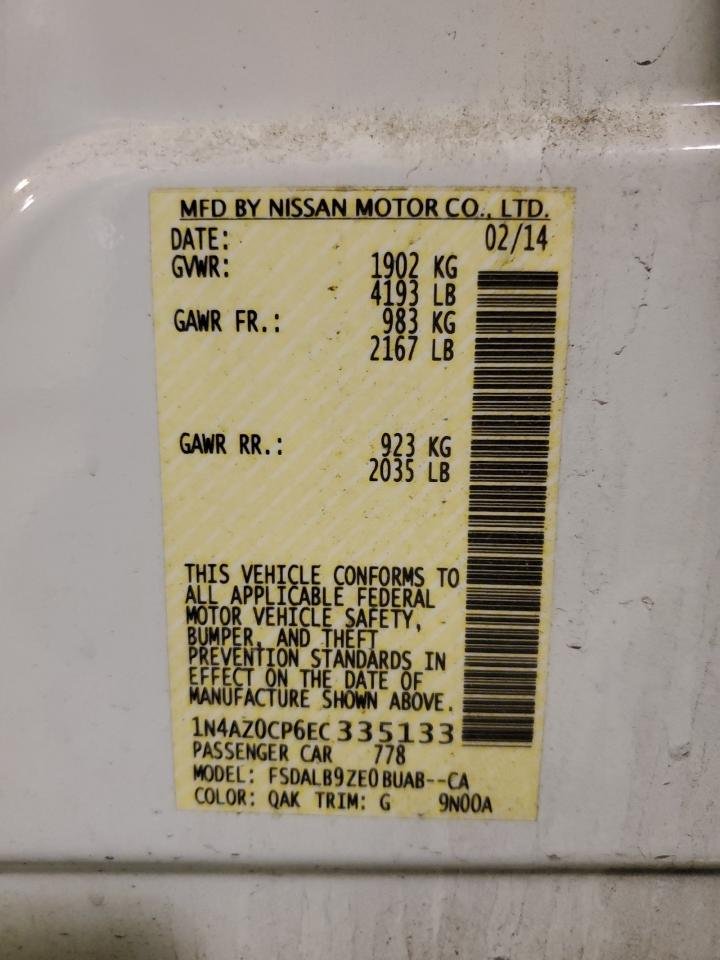 MFD BY NISSAN MOTOR CO., LTD.
DATE: 02/14
GVWR: 1902 KG
4193 LB
GAWR FR.: 983 KG
2167 LB
GAWR RR.: 923 KG
2035 LB
THIS VEHICLE CONFORMS TO
ALL APPLICABLE FEDERAL
MOTOR VEHICLE SAFETY,
BUMPER, AND THEFT
PREVENTION STANDARDS IN
EFFECT ON THE DATE OF
MANUFACTURE SHOWN ABOVE.
1N4AZ0CP6EC335133
PASSENGER CAR 778
MODEL: FSDALB9ZE0BUAB--CA
COLOR: QAK TRIM: G 9N00A